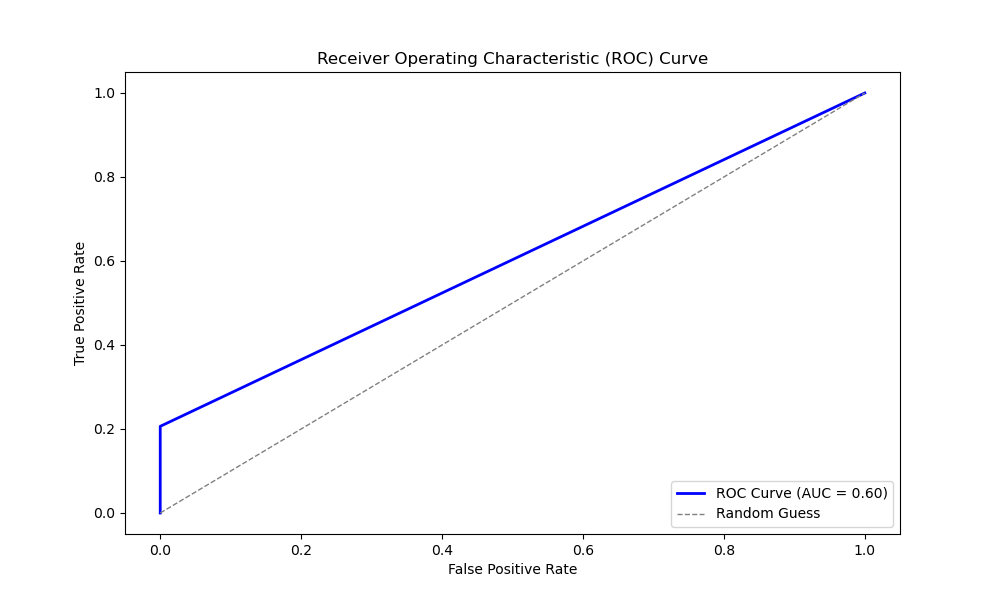 Receiver Operating Characteristic (ROC) Curve
True Positive Rate
1.0
0.8
0.6
0.4
0.2
0.0
ROC Curve (AUC = 0.60)
Random Guess
0.0 0.2 0.4 0.6 0.8 1.0
False Positive Rate